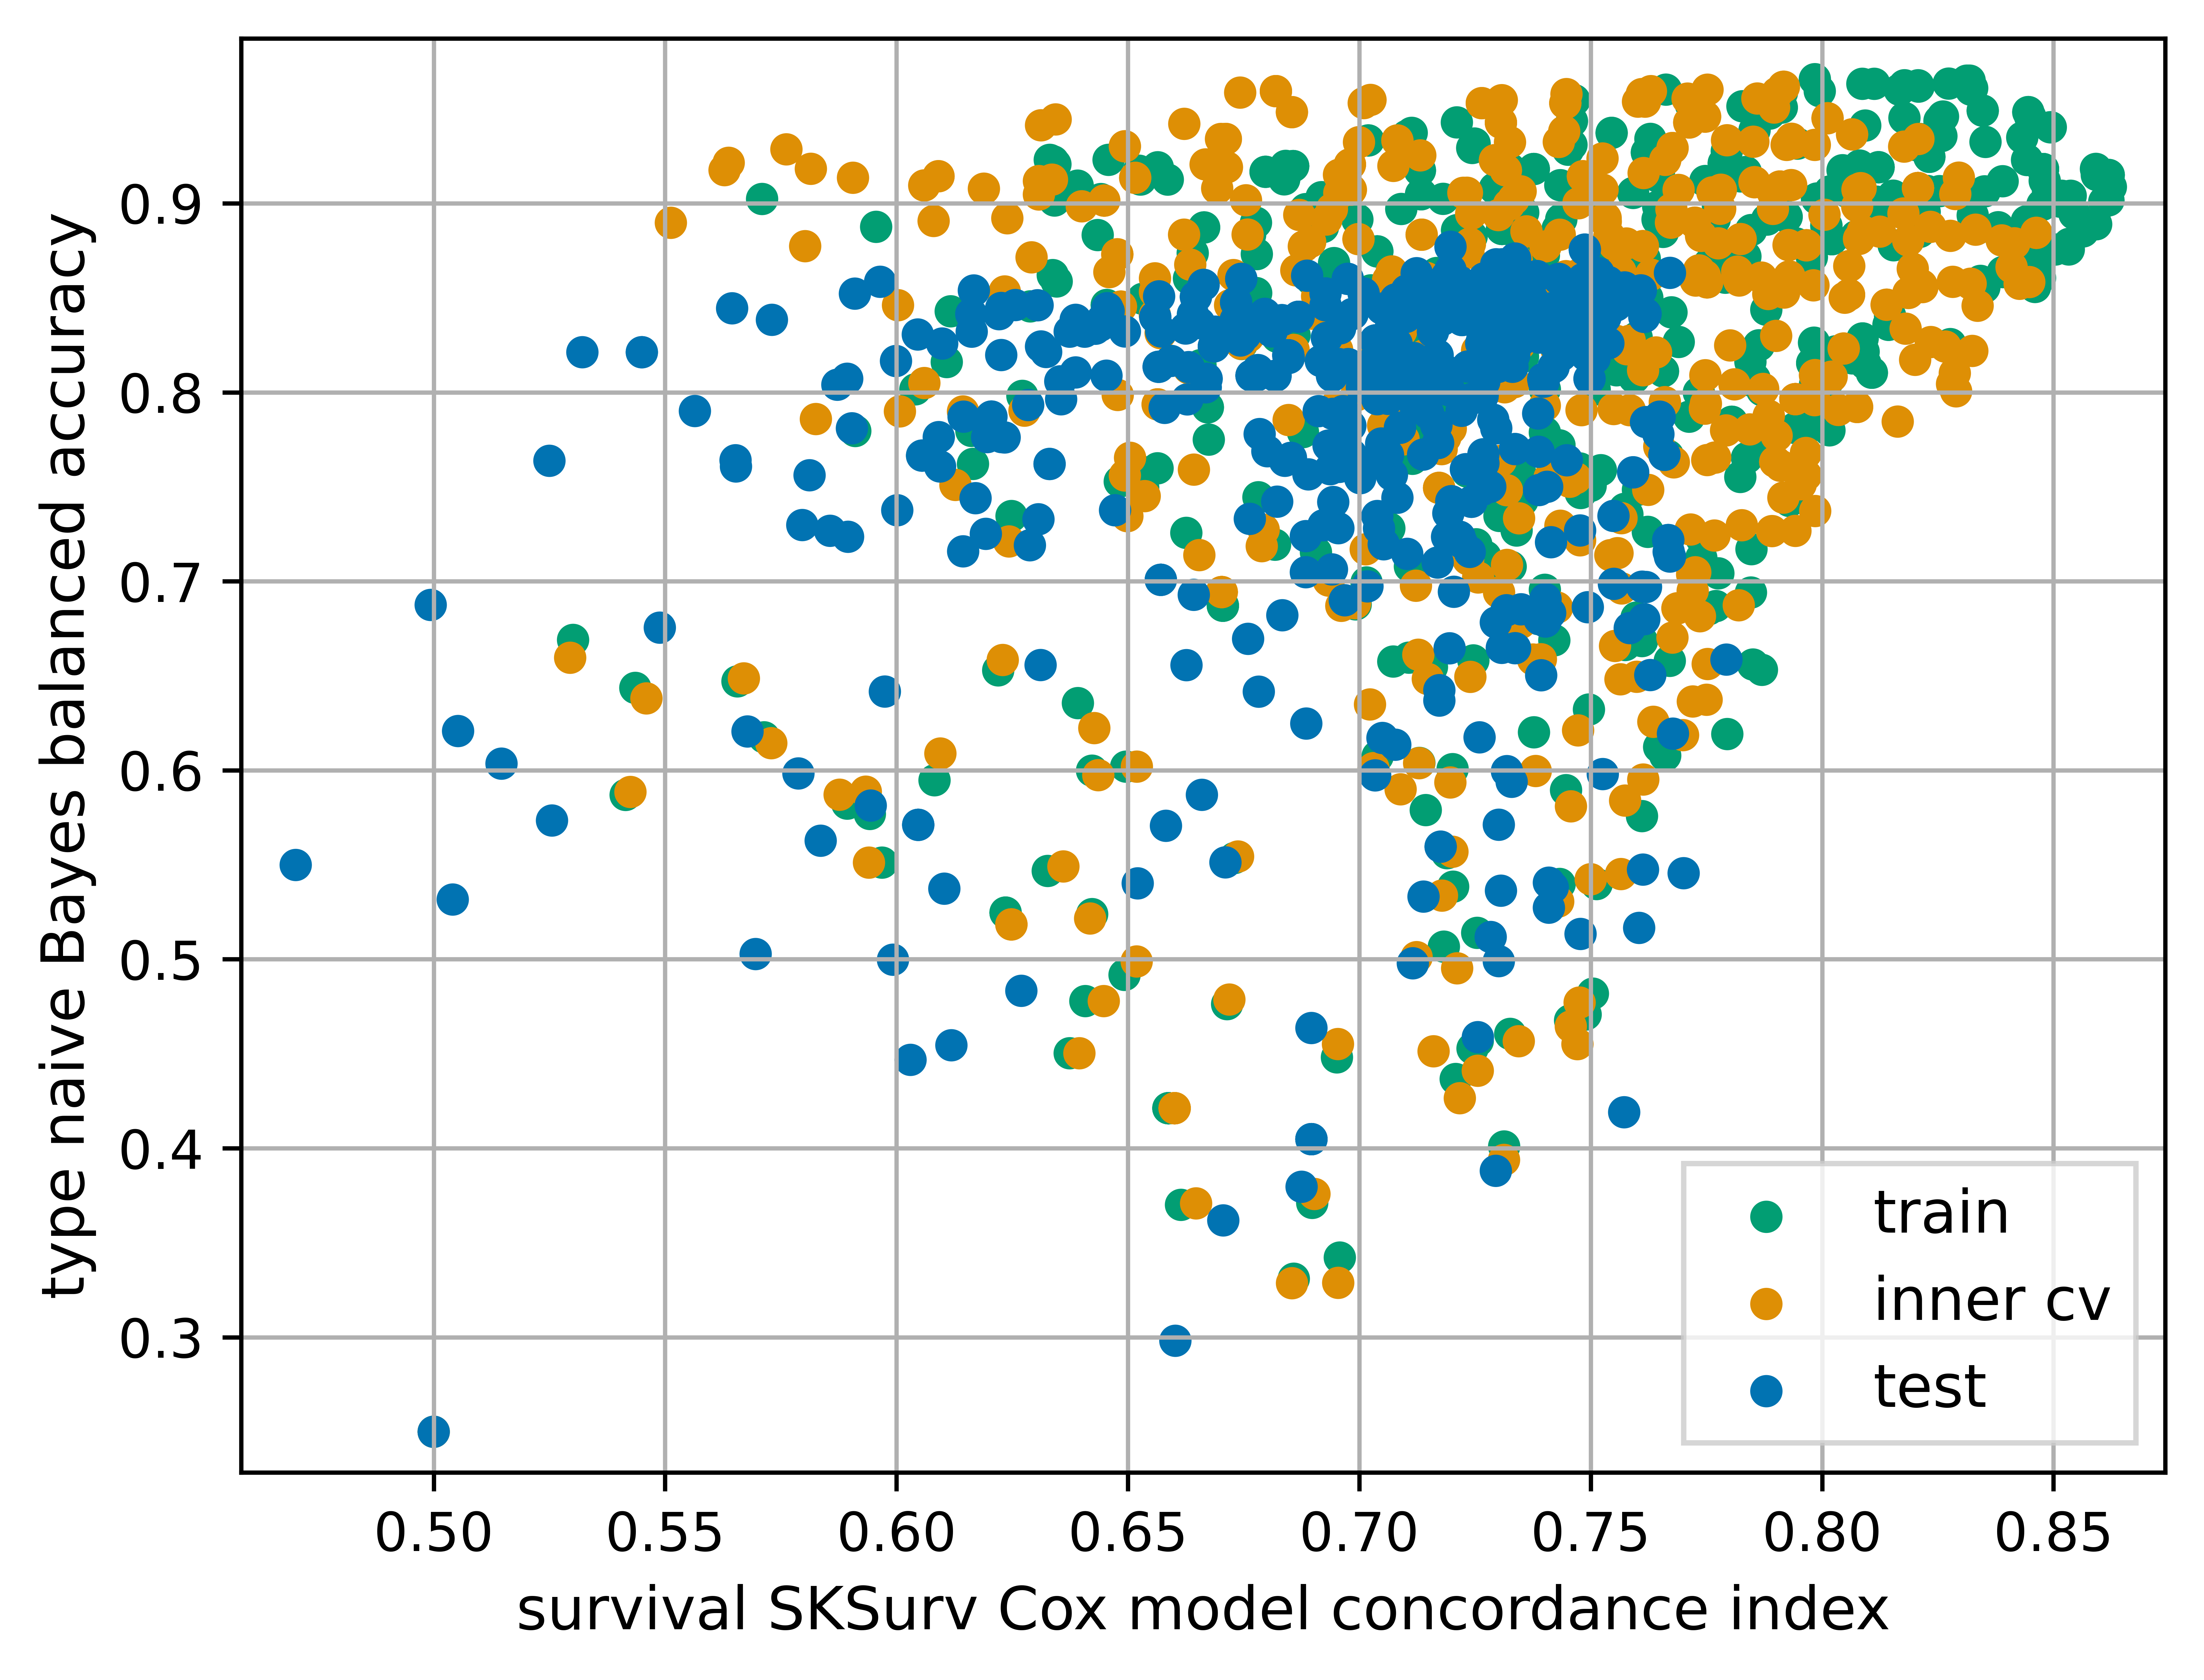 type naive Bayes balanced accuracy
0.9
0.8
0.7
0.6
0.5
0.4
0.3
train
inner cv
test
0.50 0.55 0.60 0.65 0.70 0.75 0.80 0.85
survival SKSurv Cox model concordance index